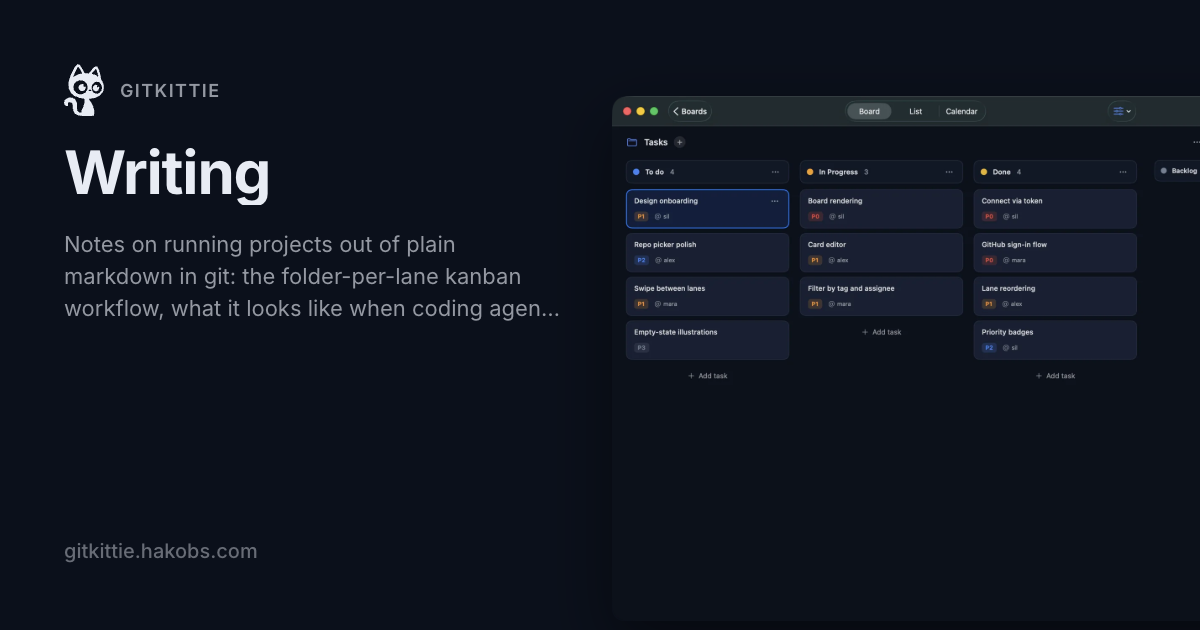 GITKITTIE
Writing
Notes on running projects out of plain
markdown in git: the folder-per-lane kanban
workflow, what it looks like when coding agen...
gitkittie.hakobs.com
Boards
Board
List
Calendar
Tasks
To do 4
Design onboarding
P1 @ sil
Repo picker polish
P2 @ alex
Swipe between lanes
P1 @ mara
Empty-state illustrations
P3
+ Add task
In Progress 3
Board rendering
P0 @ sil
Card editor
P1 @ alex
Filter by tag and assignee
P1 @ mara
+ Add task
Done 4
Connect via token
P0 @ sil
GitHub sign-in flow
P0 @ mara
Lane reordering
P1 @ alex
Priority badges
P2 @ sil
+ Add task
Backlog